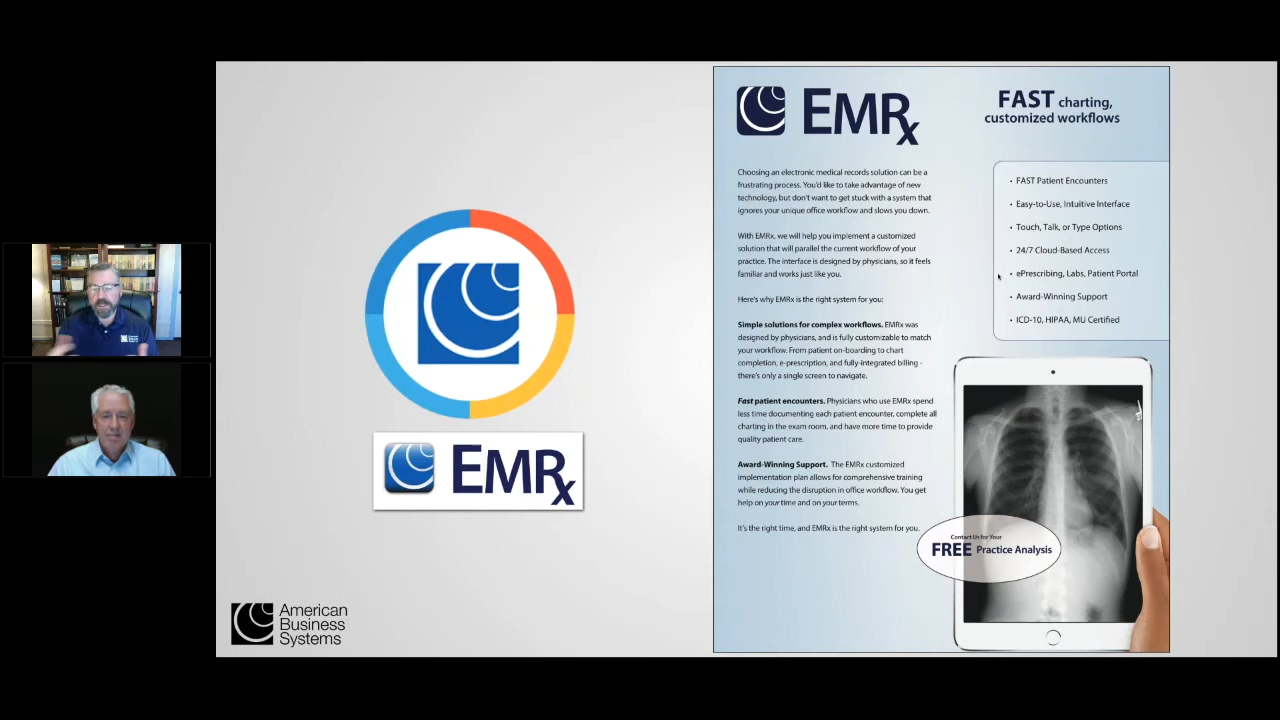 EMRx
American
Business
Systems
EMRx
FAST charting,
customized workflows
Choosing an electronic medical records solution can be a
frustrating process. You'd like to take advantage of new
technology, but don't want to get stuck with a system that
ignores your unique office workflow and slows you down.
With EMRx, we will help you implement a customized
solution that will parallel the current workflow of your
practice. The interface is designed by physicians, so it feels
familiar and works just like you.
Here's why EMRx is the right system for you:
Simple solutions for complex workflows. EMRx was
designed by physicians, and is fully customizable to match
your workflow. From patient on-boarding to chart
completion, e-prescription, and fully-integrated billing -
there's only a single screen to navigate.
Fast patient encounters. Physicians who use EMRx spend
less time documenting each patient encounter, complete all
charting in the exam room, and have more time to provide
quality patient care.
Award-Winning Support. The EMRx customized
implementation plan allows for comprehensive training
while reducing the disruption in office workflow. You get
help on your time and on your terms.
It's the right time, and EMRx is the right system for you.
• FAST Patient Encounters
• Easy-to-Use, Intuitive Interface
• Touch, Talk, or Type Options
• 24/7 Cloud-Based Access
• ePrescribing, Labs, Patient Portal
• Award-Winning Support
• ICD-10, HIPAA, MU Certified
Contact Us for Your
FREE Practice Analysis